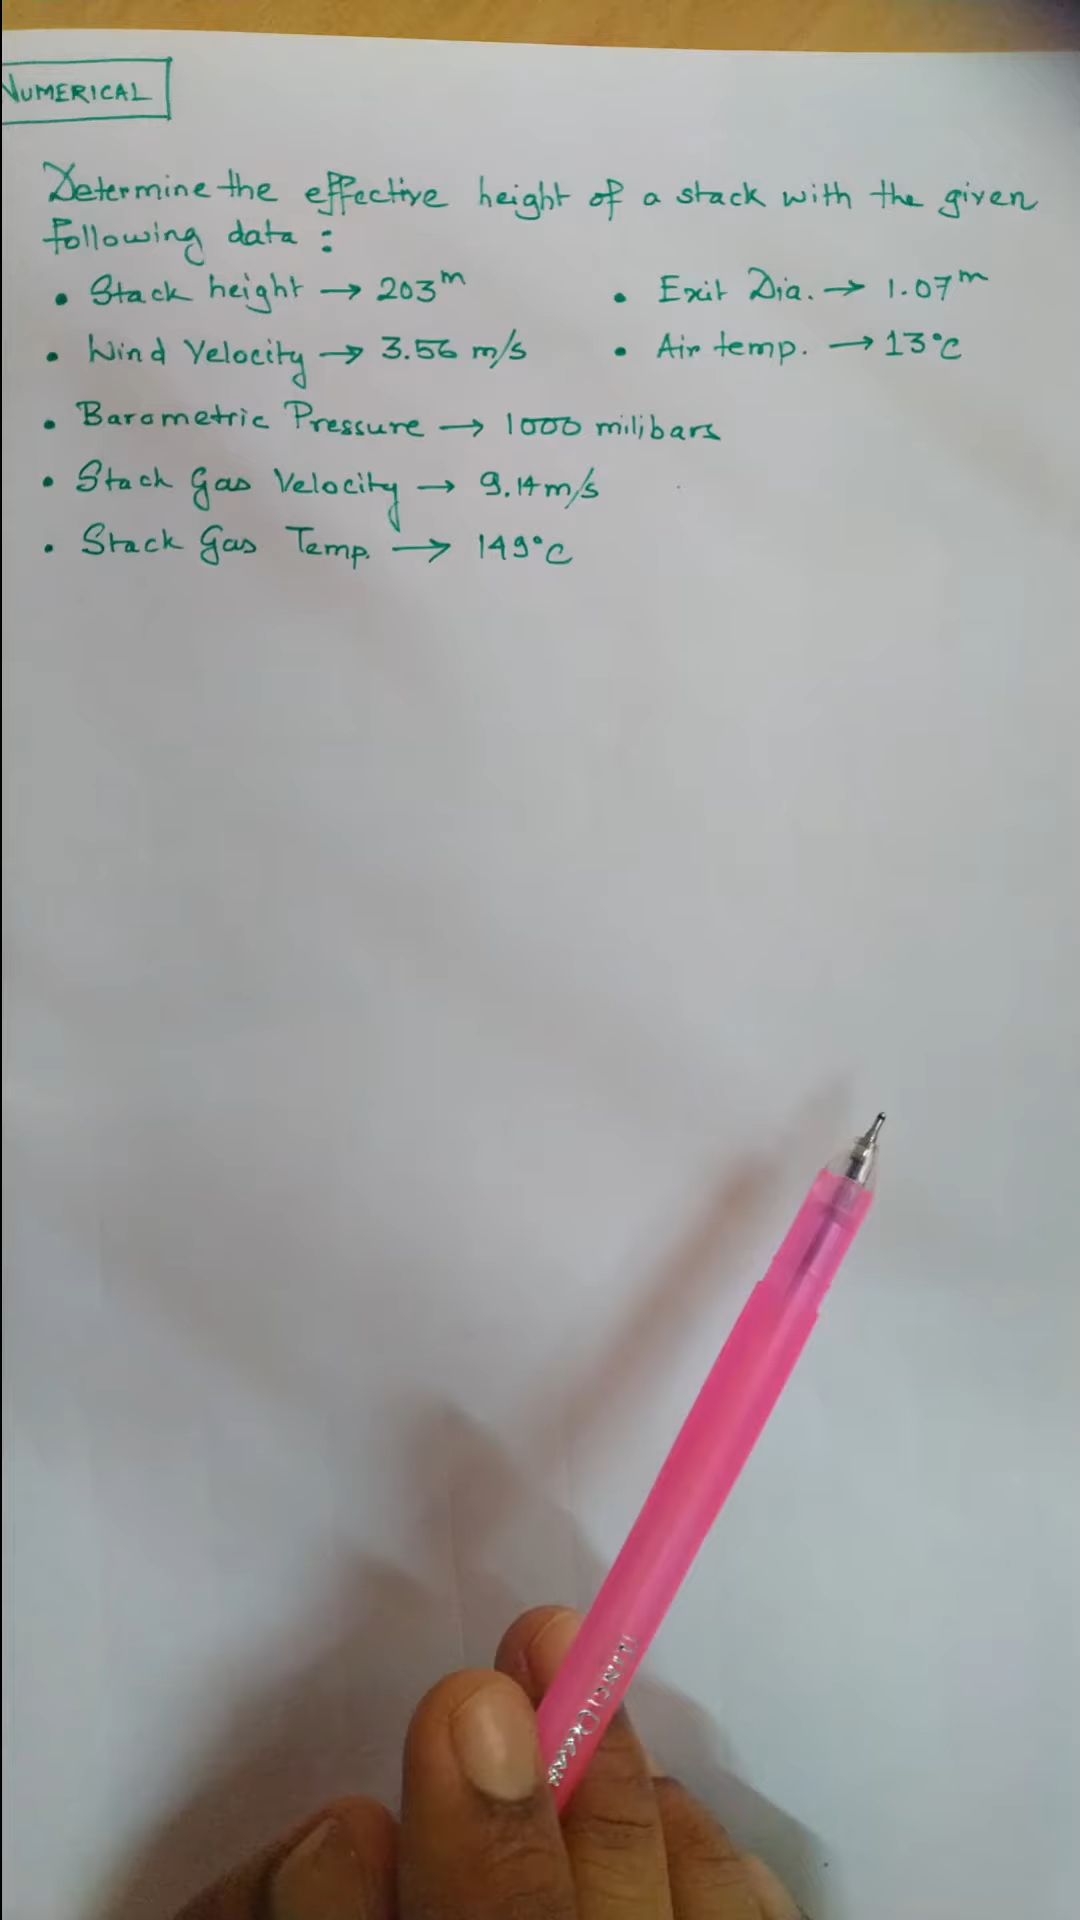 NUMERICAL
Determine the effective height of a stack with the given
following data :
• Stack height → 203m • Exit Dia. → 1.07m
• Wind Velocity → 3.56 m/s • Air temp. → 13°C
• Barometric Pressure → 1000 milibars
• Stack Gas Velocity → 9.14 m/s
• Stack Gas Temp. → 149°C